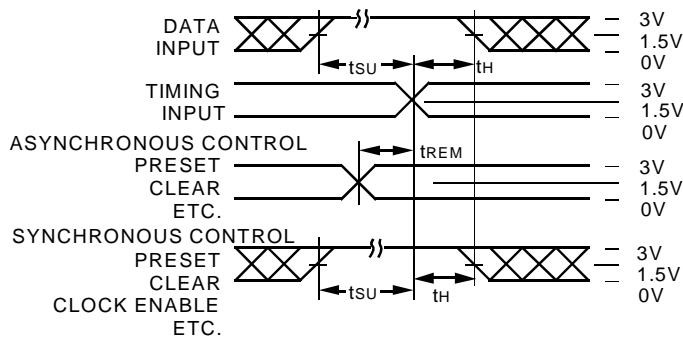 DATA
INPUT
tSU
tH
3V
1.5V
0V
TIMING
INPUT
3V
1.5V
0V
ASYNCHRONOUS CONTROL
PRESET
CLEAR
ETC.
tREM
3V
1.5V
0V
SYNCHRONOUS CONTROL
PRESET
CLEAR
CLOCK ENABLE
ETC.
tSU
tH
3V
1.5V
0V